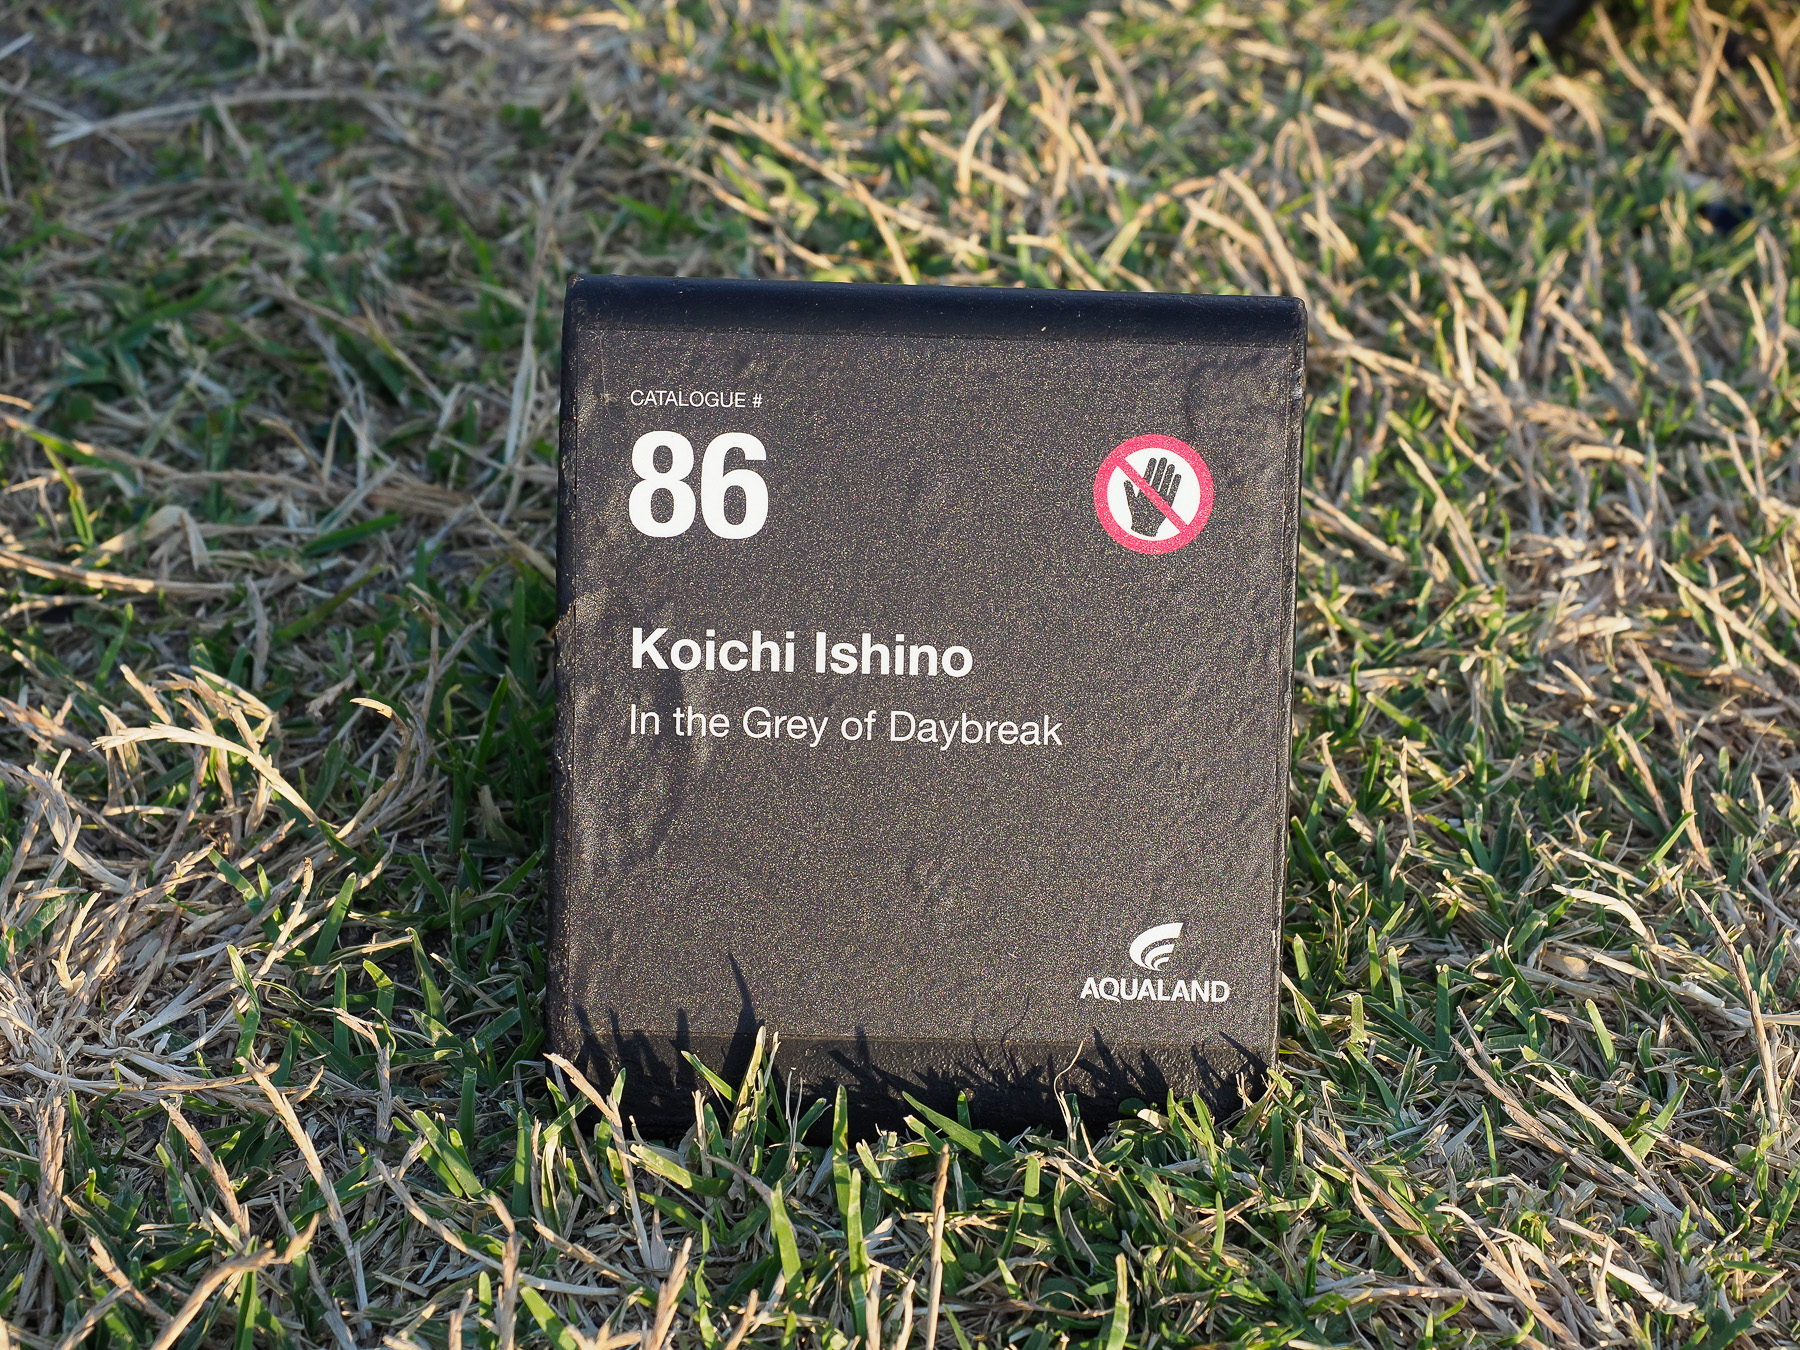 CATALOGUE #
86
Koichi Ishino
In the Grey of Daybreak
AQUALAND